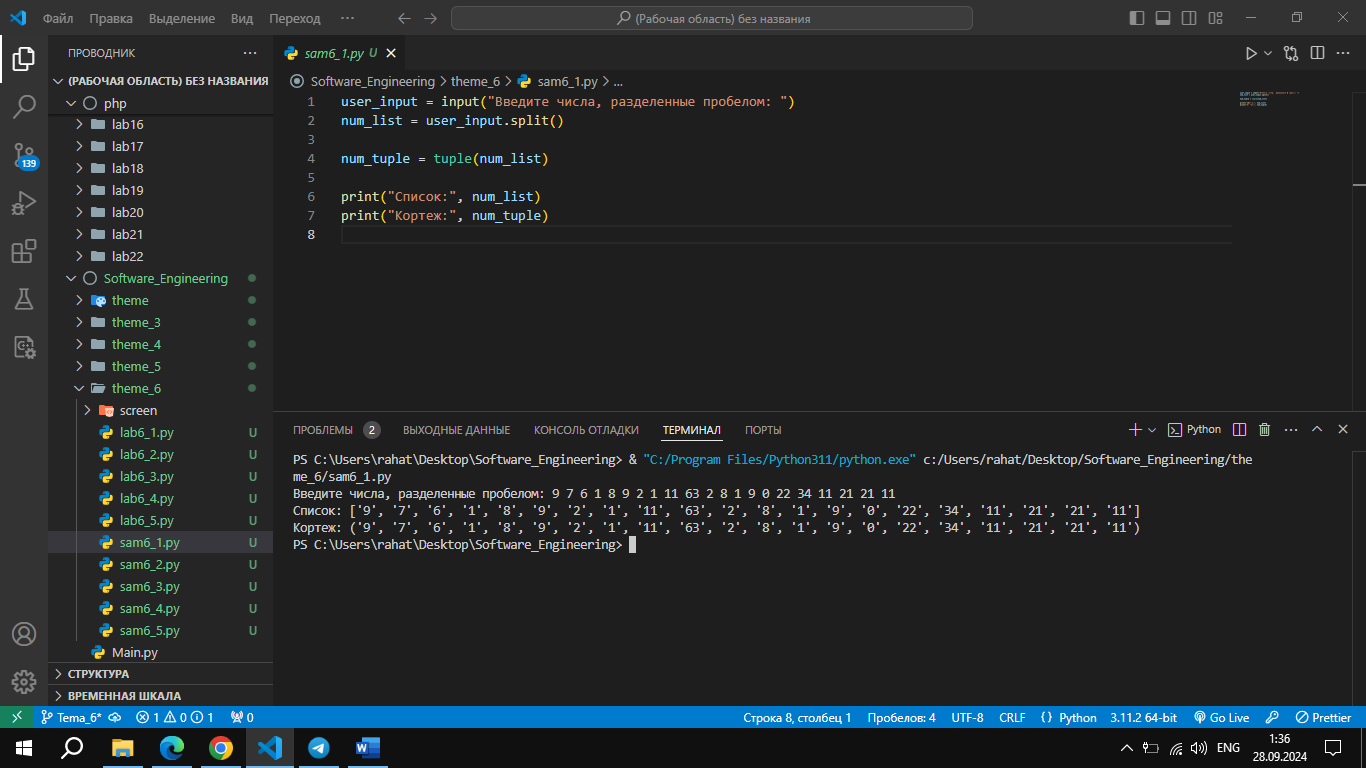 Файл Правка Выделение Вид Переход ··· (Рабочая область) без названия
ПРОВОДНИК ···
(РАБОЧАЯ ОБЛАСТЬ) БЕЗ НАЗВАНИЯ
php
lab16
lab17
lab18
lab19
lab20
lab21
lab22
Software_Engineering
theme
theme_3
theme_4
theme_5
theme_6
screen
lab6_1.py U
lab6_2.py U
lab6_3.py U
lab6_4.py U
lab6_5.py U
sam6_1.py U
sam6_2.py U
sam6_3.py U
sam6_4.py U
sam6_5.py U
Main.py
СТРУКТУРА
ВРЕМЕННАЯ ШКАЛА
139
sam6_1.py U
Software_Engineering > theme_6 > sam6_1.py > ...
1 user_input = input("Введите числа, разделенные пробелом: ")
2 num_list = user_input.split()
3
4 num_tuple = tuple(num_list)
5
6 print("Список:", num_list)
7 print("Кортеж:", num_tuple)
8
ПРОБЛЕМЫ 2 ВЫХОДНЫЕ ДАННЫЕ КОНСОЛЬ ОТЛАДКИ ТЕРМИНАЛ ПОРТЫ Python
PS C:\Users\rahat\Desktop\Software_Engineering> & "C:/Program Files/Python311/python.exe" c:/Users/rahat/Desktop/Software_Engineering/the
me_6/sam6_1.py
Введите числа, разделенные пробелом: 9 7 6 1 8 9 2 1 11 63 2 8 1 9 0 22 34 11 21 21 11
Список: ['9', '7', '6', '1', '8', '9', '2', '1', '11', '63', '2', '8', '1', '9', '0', '22', '34', '11', '21', '21', '11']
Кортеж: ('9', '7', '6', '1', '8', '9', '2', '1', '11', '63', '2', '8', '1', '9', '0', '22', '34', '11', '21', '21', '11')
PS C:\Users\rahat\Desktop\Software_Engineering>
Tema_6* 1 0 1 0 Строка 8, столбец 1 Пробелов: 4 UTF-8 CRLF Python 3.11.2 64-bit Go Live Prettier
ENG 1:36
28.09.2024